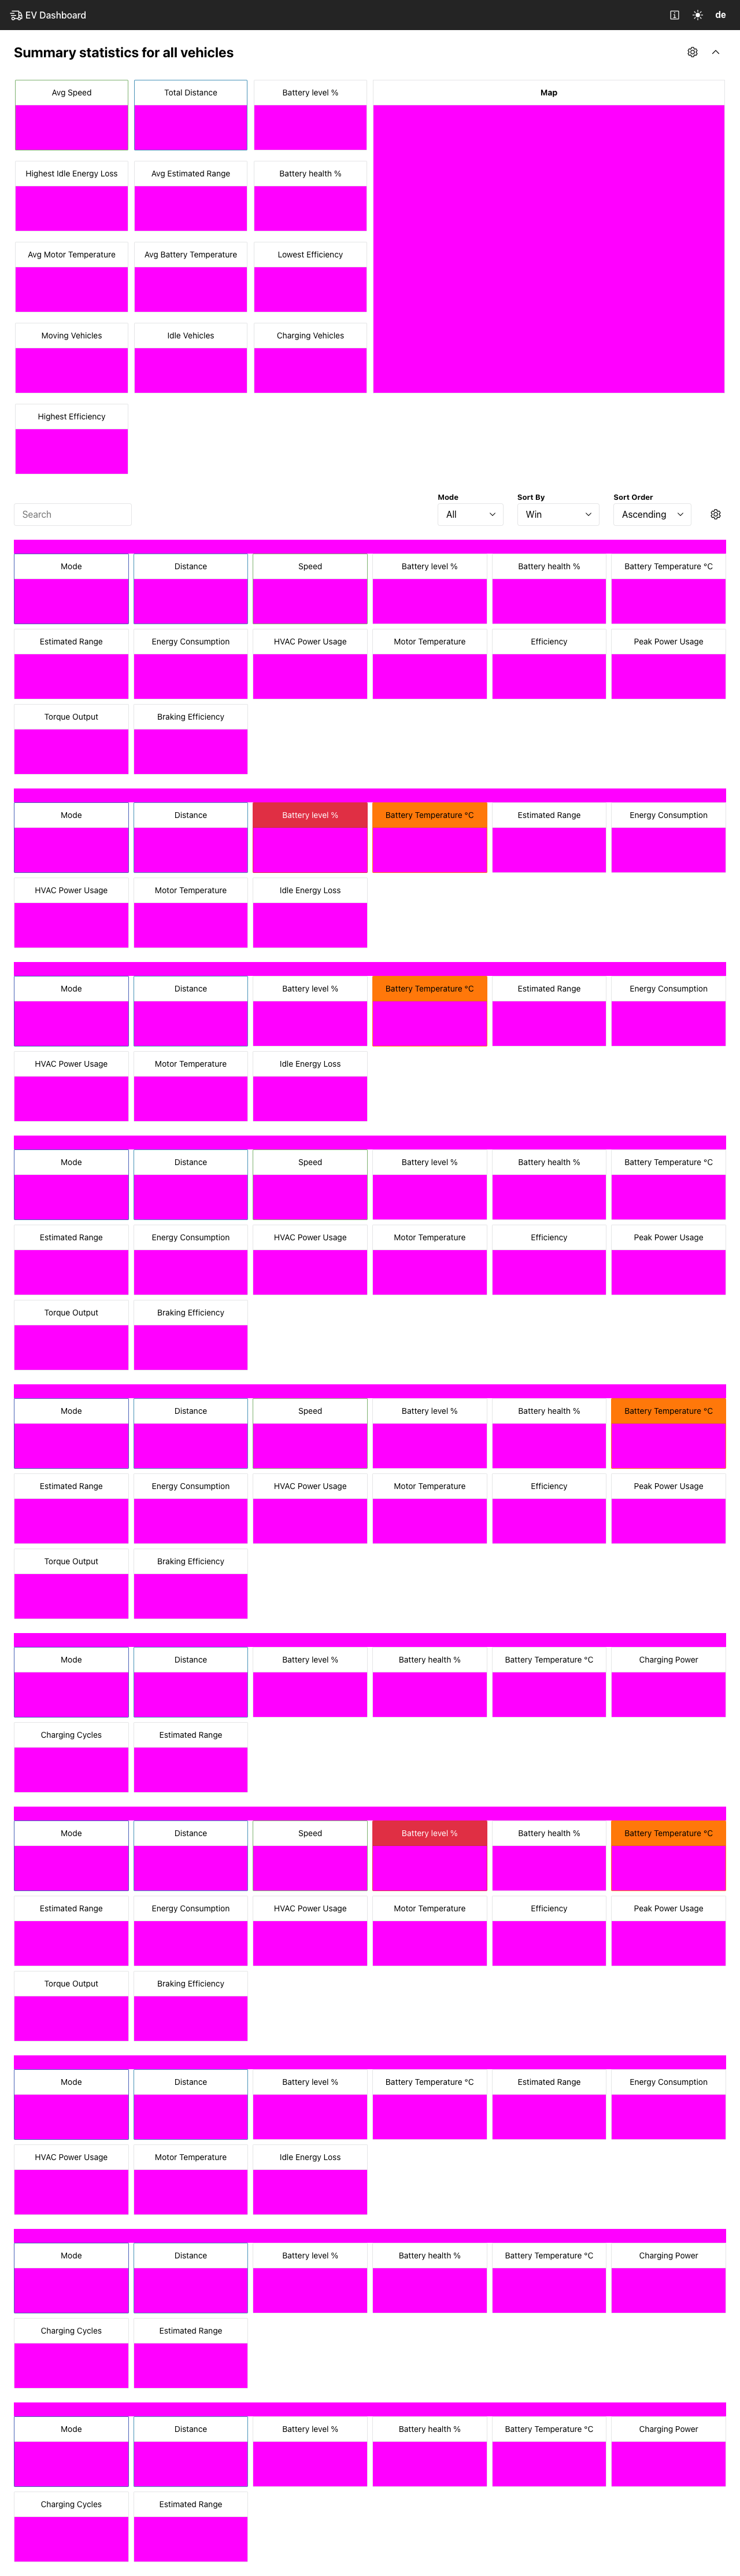 EV Dashboard
de
Summary statistics for all vehicles
Avg Speed
Total Distance
Battery level %
Map
Highest Idle Energy Loss
Avg Estimated Range
Battery health %
Avg Motor Temperature
Avg Battery Temperature
Lowest Efficiency
Moving Vehicles
Idle Vehicles
Charging Vehicles
Highest Efficiency
Search
Mode
All
Sort By
Win
Sort Order
Ascending
Mode
Distance
Speed
Battery level %
Battery health %
Battery Temperature °C
Estimated Range
Energy Consumption
HVAC Power Usage
Motor Temperature
Efficiency
Peak Power Usage
Torque Output
Braking Efficiency
Mode
Distance
Battery level %
Battery Temperature °C
Estimated Range
Energy Consumption
HVAC Power Usage
Motor Temperature
Idle Energy Loss
Mode
Distance
Battery level %
Battery Temperature °C
Estimated Range
Energy Consumption
HVAC Power Usage
Motor Temperature
Idle Energy Loss
Mode
Distance
Speed
Battery level %
Battery health %
Battery Temperature °C
Estimated Range
Energy Consumption
HVAC Power Usage
Motor Temperature
Efficiency
Peak Power Usage
Torque Output
Braking Efficiency
Mode
Distance
Speed
Battery level %
Battery health %
Battery Temperature °C
Estimated Range
Energy Consumption
HVAC Power Usage
Motor Temperature
Efficiency
Peak Power Usage
Torque Output
Braking Efficiency
Mode
Distance
Battery level %
Battery health %
Battery Temperature °C
Charging Power
Charging Cycles
Estimated Range
Mode
Distance
Speed
Battery level %
Battery health %
Battery Temperature °C
Estimated Range
Energy Consumption
HVAC Power Usage
Motor Temperature
Efficiency
Peak Power Usage
Torque Output
Braking Efficiency
Mode
Distance
Battery level %
Battery Temperature °C
Estimated Range
Energy Consumption
HVAC Power Usage
Motor Temperature
Idle Energy Loss
Mode
Distance
Battery level %
Battery health %
Battery Temperature °C
Charging Power
Charging Cycles
Estimated Range
Mode
Distance
Battery level %
Battery health %
Battery Temperature °C
Charging Power
Charging Cycles
Estimated Range